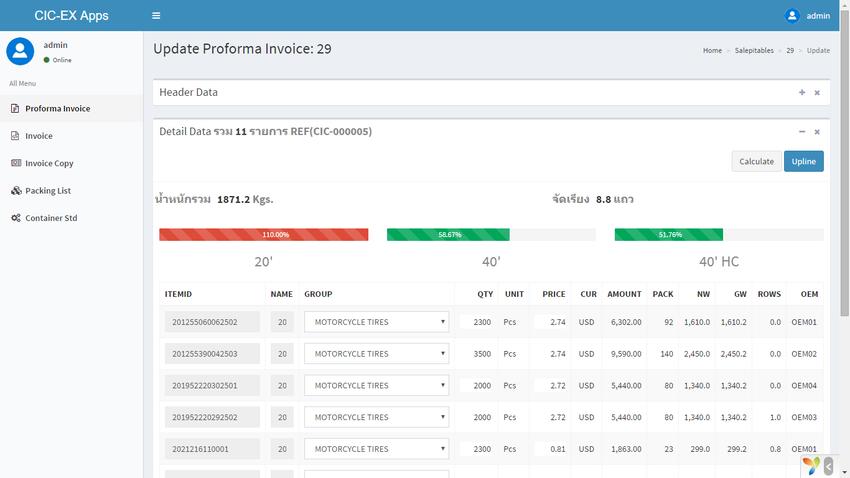 CIC-EX Apps
admin
admin
Online
All Menu
Proforma Invoice
Invoice
Invoice Copy
Packing List
Container Std
Update Proforma Invoice: 29
Home > Salepitables > 29 > Update
Header Data
Detail Data รวม 11 รายการ REF(CIC-000005)
Calculate Upline
น้ำหนักรวม 1871.2 Kgs. จัดเรียง 8.8 แถว
110.00% 58.67% 51.76%
20' 40' 40' HC
ITEMID NAME GROUP QTY UNIT PRICE CUR AMOUNT PACK NW GW ROWS OEM
201255060062502 20 MOTORCYCLE TIRES 2300 Pcs 2.74 USD 6,302.00 92 1,610.0 1,610.2 0.0 OEM01
201255390042503 20 MOTORCYCLE TIRES 3500 Pcs 2.74 USD 9,590.00 140 2,450.0 2,450.2 0.0 OEM02
201952220302501 20 MOTORCYCLE TIRES 2000 Pcs 2.72 USD 5,440.00 80 1,340.0 1,340.2 0.0 OEM04
201952220292502 20 MOTORCYCLE TIRES 2000 Pcs 2.72 USD 5,440.00 80 1,340.0 1,340.2 1.0 OEM03
2021216110001 20 MOTORCYCLE TIRES 2300 Pcs 0.81 USD 1,863.00 23 299.0 299.2 0.8 OEM01